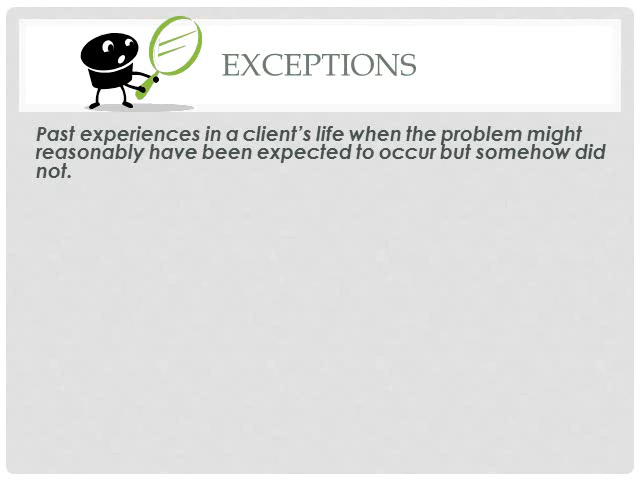 EXCEPTIONS
Past experiences in a client’s life when the problem might
reasonably have been expected to occur but somehow did
not.